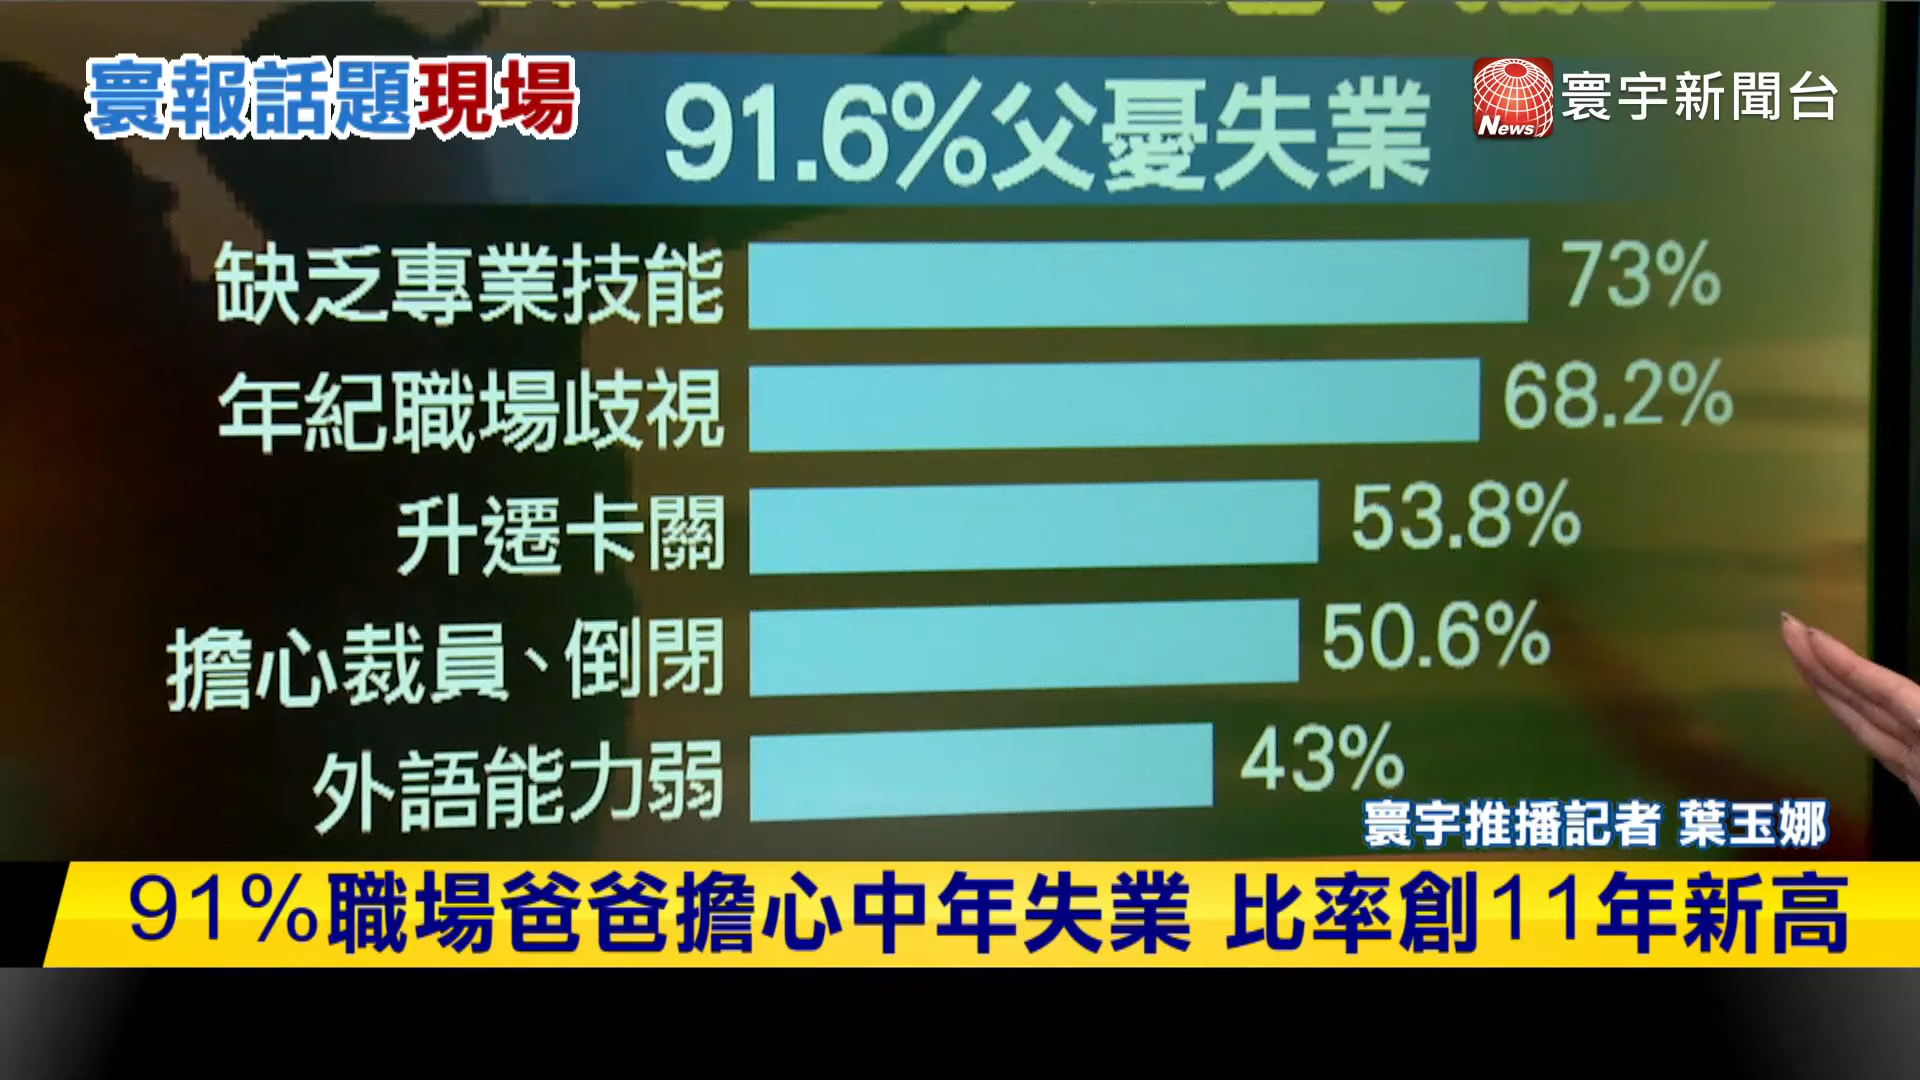 寰報話題現場
寰宇新聞台
News
91.6%父憂失業
缺乏專業技能 73%
年紀職場歧視 68.2%
升遷卡關 53.8%
擔心裁員、倒閉 50.6%
外語能力弱 43%
寰宇推播記者 葉玉娜
91%職場爸爸擔心中年失業 比率創11年新高